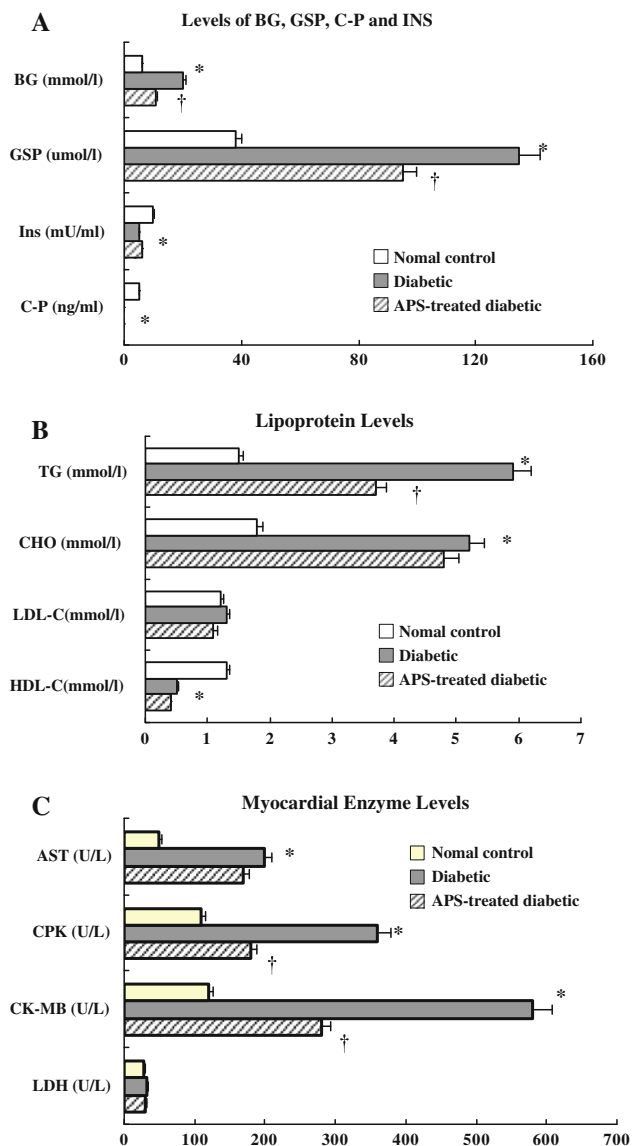 A
Levels of BG, GSP, C-P and INS
BG (mmol/l)
*
†
GSP (umol/l)
*
†
Ins (mU/ml)
*
C-P (ng/ml)
*
Nomal control
Diabetic
APS-treated diabetic
0 40 80 120 160
B
Lipoprotein Levels
TG (mmol/l)
*
†
CHO (mmol/l)
*
LDL-C(mmol/l)
HDL-C(mmol/l)
*
Nomal control
Diabetic
APS-treated diabetic
0 1 2 3 4 5 6 7
C
Myocardial Enzyme Levels
AST (U/L)
*
Nomal control
Diabetic
APS-treated diabetic
CPK (U/L)
*
†
CK-MB (U/L)
*
†
LDH (U/L)
0 100 200 300 400 500 600 700